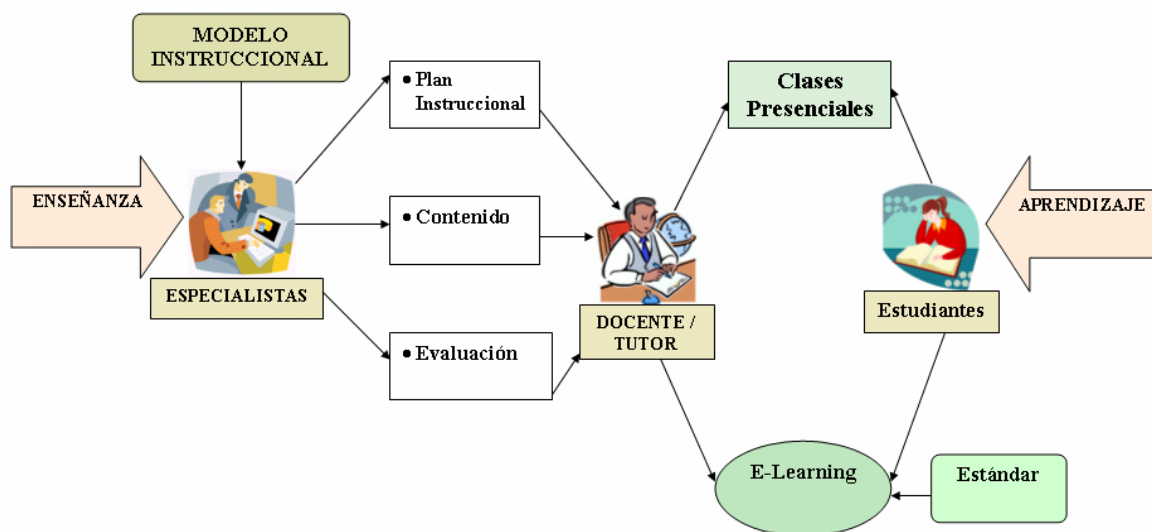 MODELO
INSTRUCCIONAL
• Plan
Instruccional
Clases
Presenciales
ENSEÑANZA
• Contenido
APRENDIZAJE
ESPECIALISTAS
Estudiantes
DOCENTE /
TUTOR
• Evaluación
E-Learning
Estándar